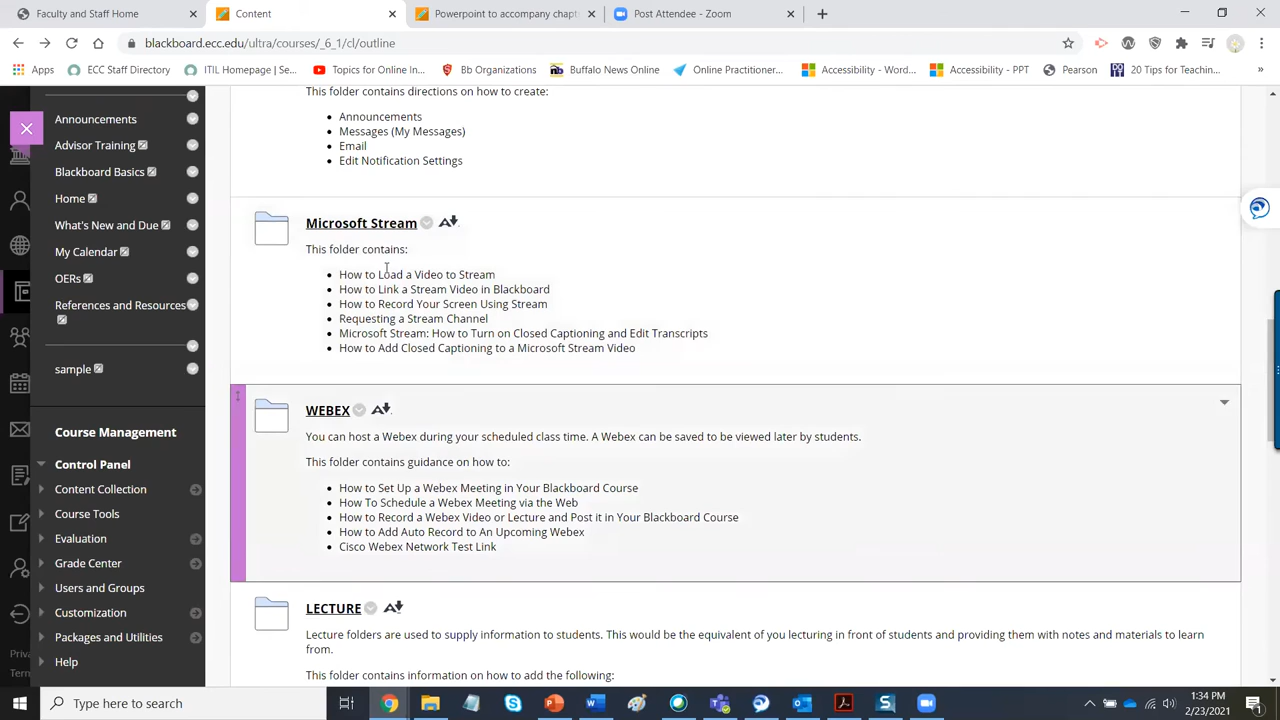 Faculty and Staff Home
Content
Powerpoint to accompany chapt
Post Attendee - Zoom
blackboard.ecc.edu/ultra/courses/_6_1/cl/outline
Apps
ECC Staff Directory
ITIL Homepage | Se...
Topics for Online In...
Bb Organizations
Buffalo News Online
Online Practitioner...
Accessibility - Word...
Accessibility - PPT
Pearson
20 Tips for Teachin...
Announcements
Advisor Training
Blackboard Basics
Home
What's New and Due
My Calendar
OERs
References and Resources
sample
Course Management
Control Panel
Content Collection
Course Tools
Evaluation
Grade Center
Users and Groups
Customization
Packages and Utilities
Help
Priva
Term
This folder contains directions on how to create:
Announcements
Messages (My Messages)
Email
Edit Notification Settings
Microsoft Stream
This folder contains:
How to Load a Video to Stream
How to Link a Stream Video in Blackboard
How to Record Your Screen Using Stream
Requesting a Stream Channel
Microsoft Stream: How to Turn on Closed Captioning and Edit Transcripts
How to Add Closed Captioning to a Microsoft Stream Video
WEBEX
You can host a Webex during your scheduled class time. A Webex can be saved to be viewed later by students.
This folder contains guidance on how to:
How to Set Up a Webex Meeting in Your Blackboard Course
How To Schedule a Webex Meeting via the Web
How to Record a Webex Video or Lecture and Post it in Your Blackboard Course
How to Add Auto Record to An Upcoming Webex
Cisco Webex Network Test Link
LECTURE
Lecture folders are used to supply information to students. This would be the equivalent of you lecturing in front of students and providing them with notes and materials to learn
from.
This folder contains information on how to add the following:
Type here to search
1:34 PM
2/23/2021